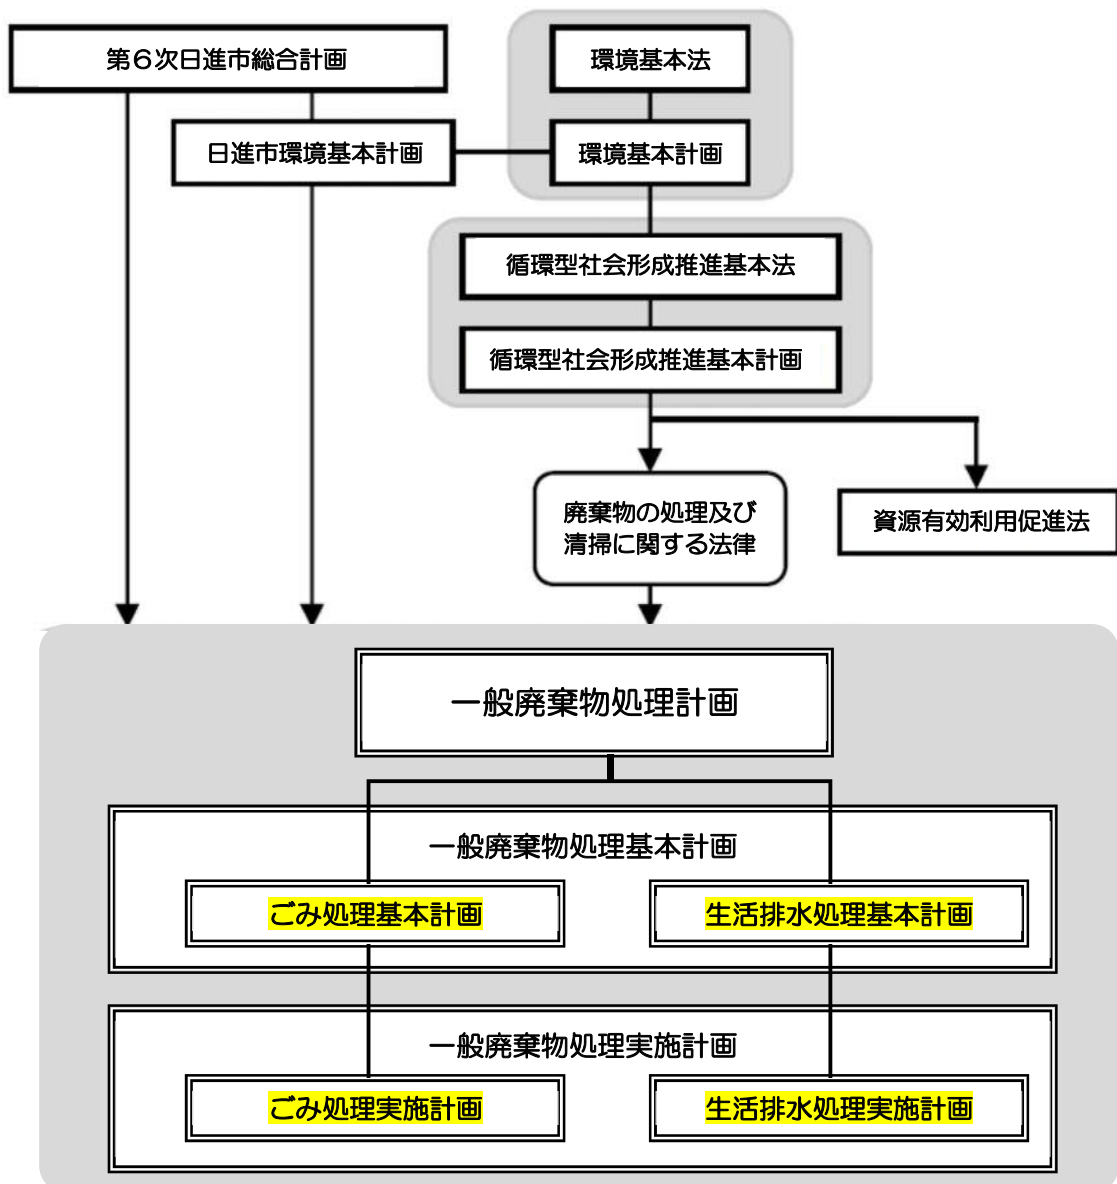 第６次日進市総合計画
環境基本法
日進市環境基本計画
環境基本計画
循環型社会形成推進基本法
循環型社会形成推進基本計画
廃棄物の処理及び
清掃に関する法律
資源有効利用促進法
一般廃棄物処理計画
一般廃棄物処理基本計画
ごみ処理基本計画
生活排水処理基本計画
一般廃棄物処理実施計画
ごみ処理実施計画
生活排水処理実施計画